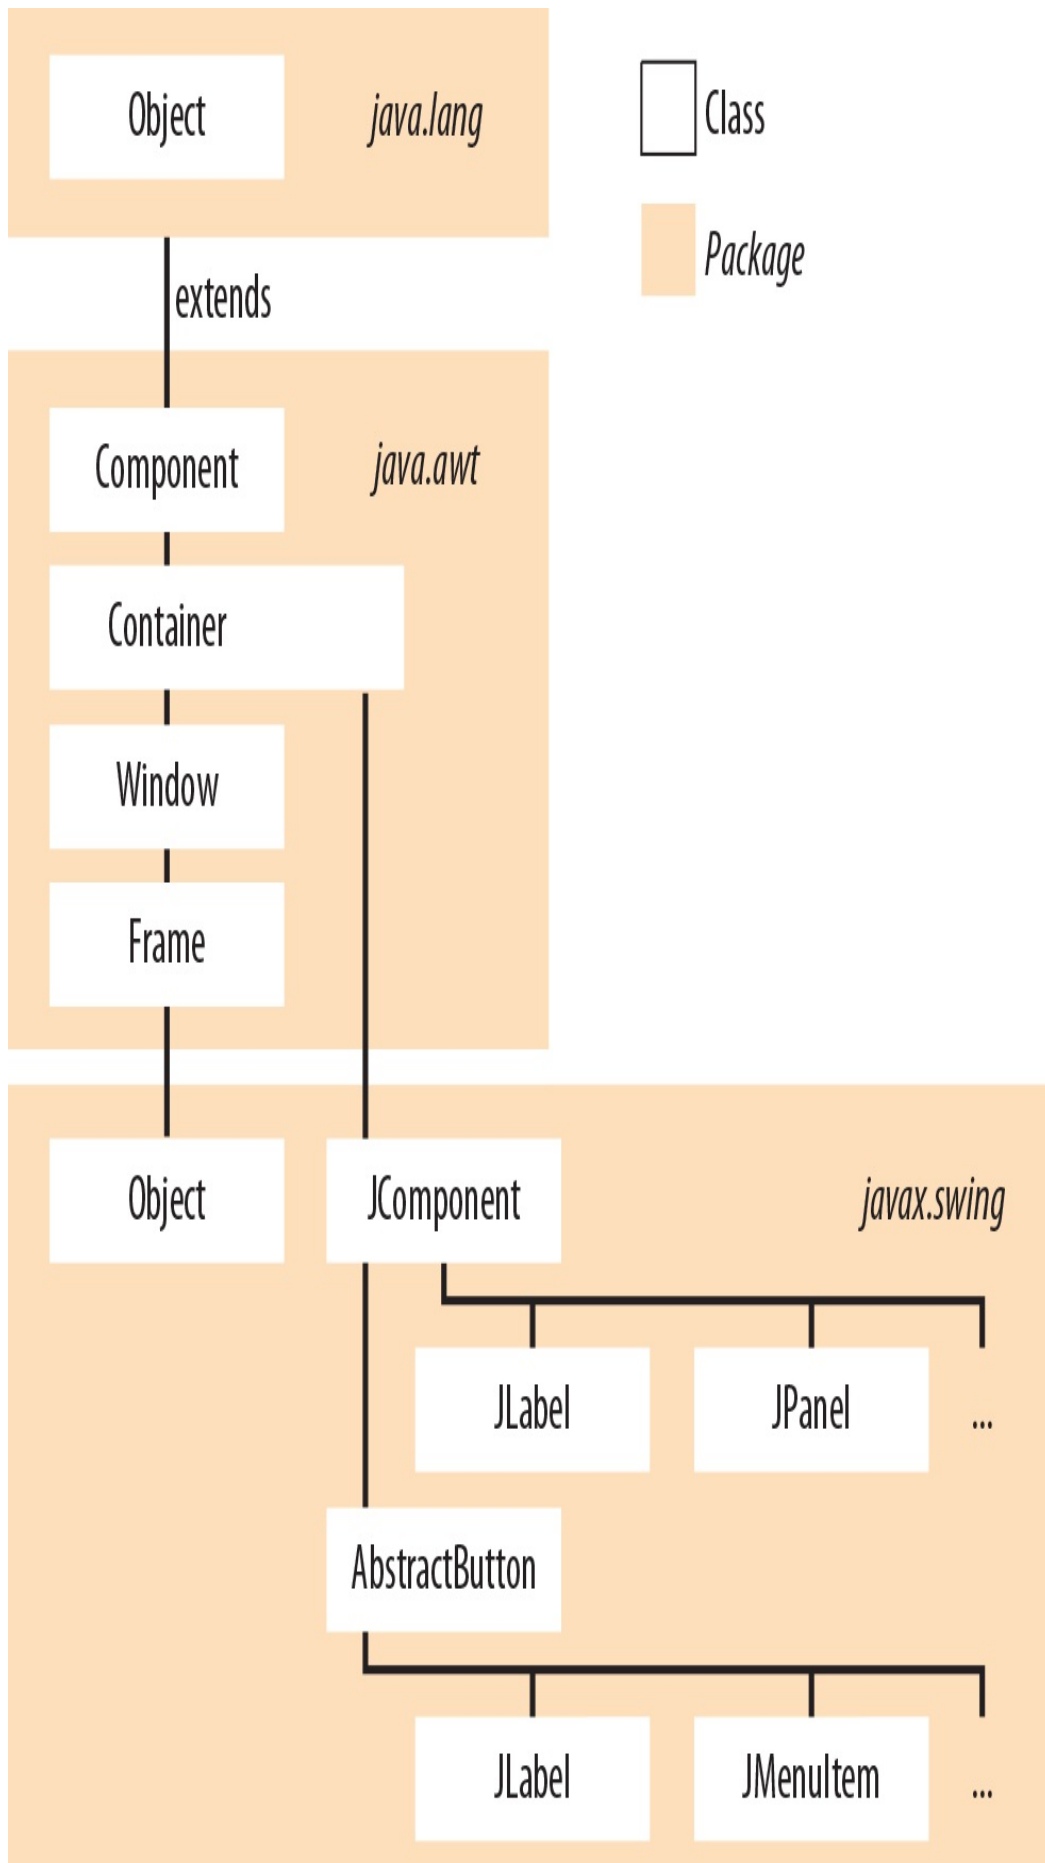 Object
java.lang
Class
Package
extends
Component
java.awt
Container
Window
Frame
Object
JComponent
javax.swing
JLabel
JPanel
...
AbstractButton
JLabel
JMenuItem
...